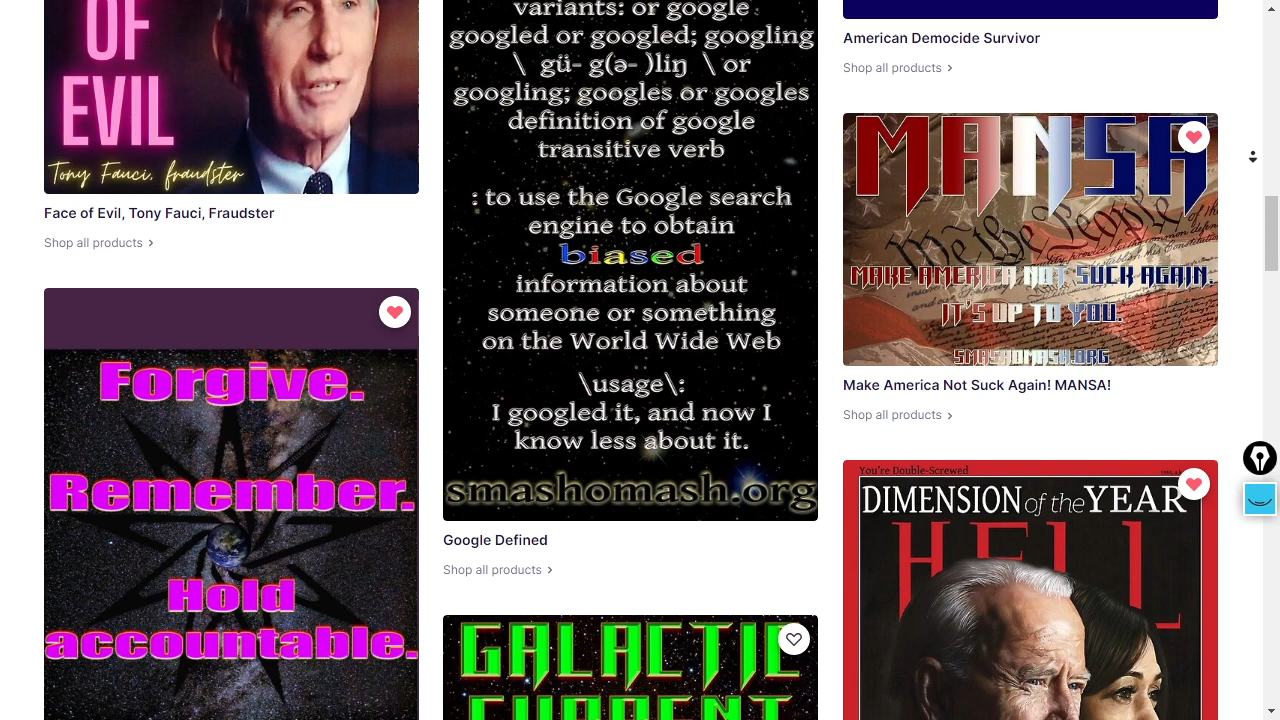 OF
EVIL
Tony Fauci, fraudster
Face of Evil, Tony Fauci, Fraudster
Shop all products
Forgive.
Remember.
Hold
accountable.
variants: or google
googled or googled; googling
\ gü- g(ə- )liŋ \ or
googling; googles or googles
definition of google
transitive verb
: to use the Google search
engine to obtain
biased
information about
someone or something
on the World Wide Web
\usage\:
I googled it, and now I
know less about it.
smashomash.org
Google Defined
Shop all products
GALACTIC
CURRENT
American Democide Survivor
Shop all products
MANSA
We the People
MAKE AMERICA NOT SUCK AGAIN.
IT'S UP TO YOU.
SMASHOMASH.ORG
Make America Not Suck Again! MANSA!
Shop all products
You're Double-Screwed
DIMENSION of the YEAR
HELL